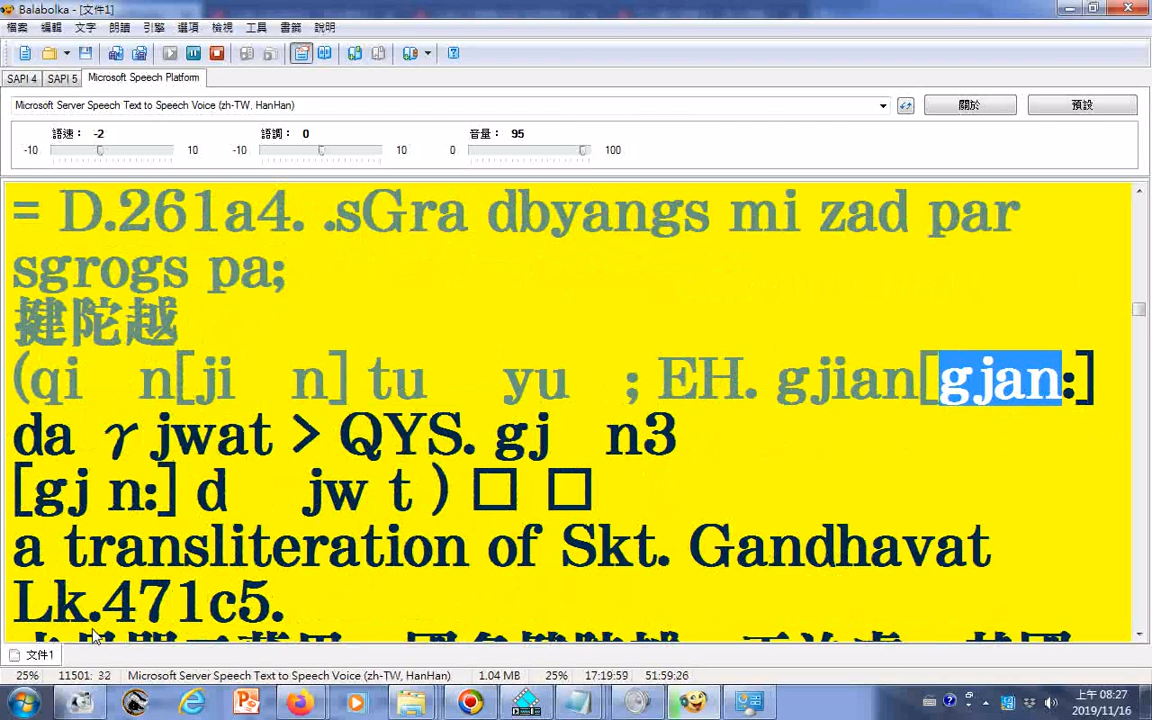 Balabolka - [文件1]
檔案 編輯 文字 朗讀 引擎 選項 檢視 工具 書籤 說明
SAPI 4 SAPI 5 Microsoft Speech Platform
Microsoft Server Speech Text to Speech Voice (zh-TW, HanHan) 關於 預設
語速： -2 語調： 0 音量： 95
-10 10 -10 10 0 100
= D.261a4. .sGra dbyangs mi zad par
sgrogs pa;
揵陀越
(qi n[ji n] tu yu ; EH. gjian[gjan:]
da γ jwat > QYS. gj n3
[gj n:] d jw t ) □ □
a transliteration of Skt. Gandhavat
Lk.471c5.
文件1
25% 11501: 32 Microsoft Server Speech Text to Speech Voice (zh-TW, HanHan) 1.04 MB 25% 17:19:59 51:59:26
上午 08:27
2019/11/16